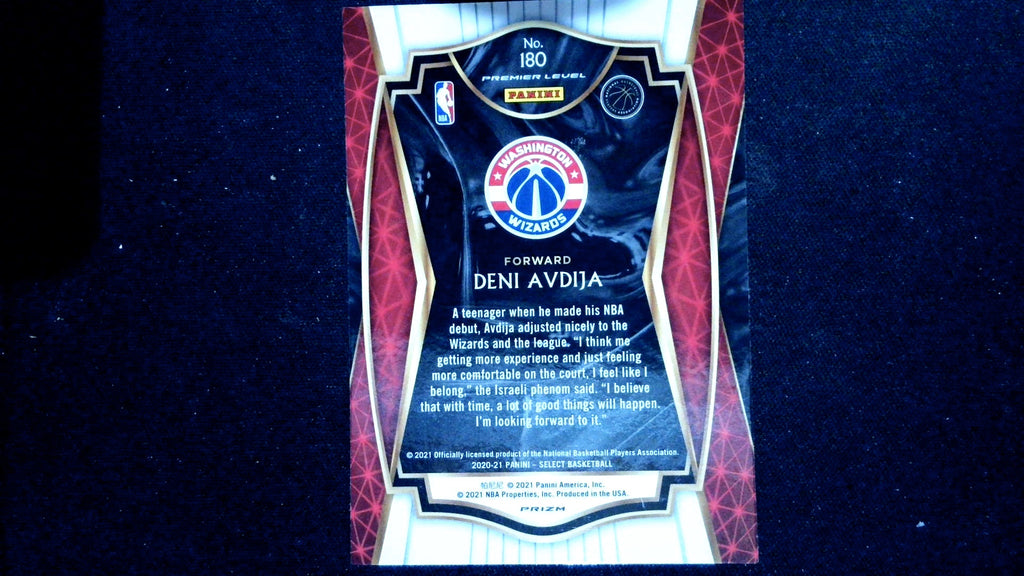 No.
180
PREMIER LEVEL
PANINI
NBA
WASHINGTON
WIZARDS
FORWARD
DENI AVDIJA
A teenager when he made his NBA
debut, Avdija adjusted nicely to the
Wizards and the league. “I think me
getting more experience and just feeling
more comfortable on the court, I feel like I
belong,” the Israeli phenom said. “I believe
that with time, a lot of good things will happen.
I'm looking forward to it.”
© 2021 Officially licensed product of the National Basketball Players Association.
2020-21 PANINI – SELECT BASKETBALL
帕尼尼 © 2021 Panini America, Inc.
© 2021 NBA Properties, Inc. Produced in the USA.
PRIZM